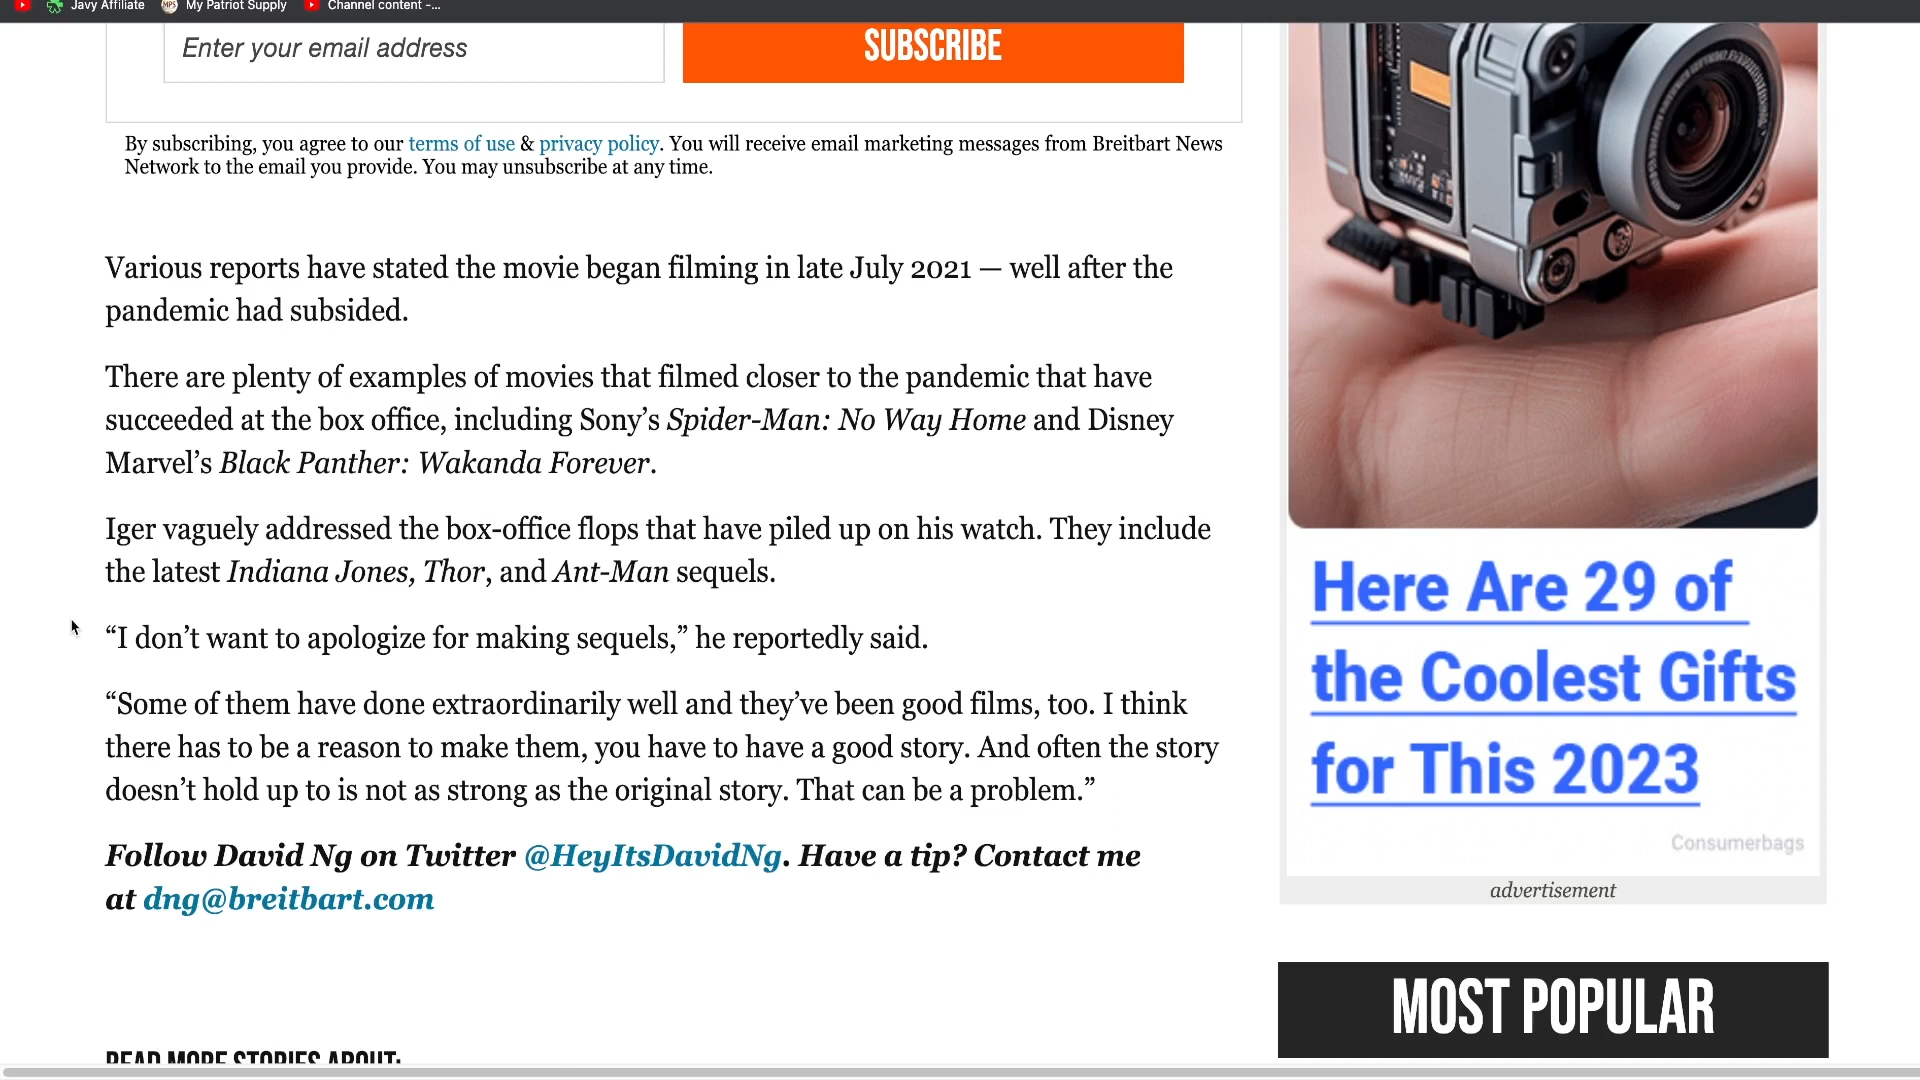 Javy Affiliate My Patriot Supply Channel content -...
Enter your email address
SUBSCRIBE
By subscribing, you agree to our terms of use & privacy policy. You will receive email marketing messages from Breitbart News
Network to the email you provide. You may unsubscribe at any time.
Various reports have stated the movie began filming in late July 2021 — well after the
pandemic had subsided.
There are plenty of examples of movies that filmed closer to the pandemic that have
succeeded at the box office, including Sony’s Spider-Man: No Way Home and Disney
Marvel’s Black Panther: Wakanda Forever.
Iger vaguely addressed the box-office flops that have piled up on his watch. They include
the latest Indiana Jones, Thor, and Ant-Man sequels.
“I don’t want to apologize for making sequels,” he reportedly said.
“Some of them have done extraordinarily well and they’ve been good films, too. I think
there has to be a reason to make them, you have to have a good story. And often the story
doesn’t hold up to is not as strong as the original story. That can be a problem.”
Follow David Ng on Twitter @HeyItsDavidNg. Have a tip? Contact me
at dng@breitbart.com
READ MORE STORIES ABOUT:
Here Are 29 of
the Coolest Gifts
for This 2023
Consumerbags
advertisement
MOST POPULAR